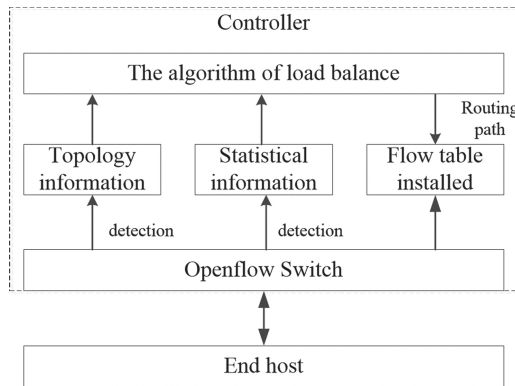 Controller
The algorithm of load balance
Routing
path
Topology
information
Statistical
information
Flow table
installed
detection
detection
Openflow Switch
End host